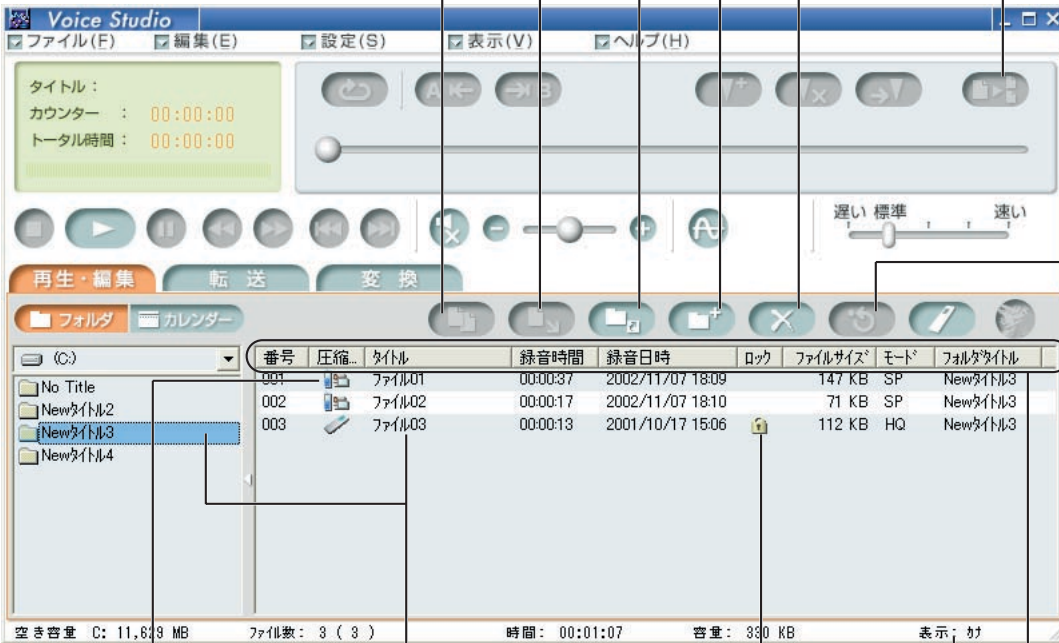 Voice Studio
ファイル(F) 編集(E) 設定(S) 表示(V) ヘルプ(H)
タイトル：
カウンター ： 00:00:00
トータル時間： 00:00:00
A B
遅い 標準 速い
再生・編集 転送 変換
フォルダ カレンダー
(C:)
番号 圧縮... タイトル 録音時間 録音日時 ロック ファイルサイズ モード フォルダタイトル
No Title
Newタイトル2
Newタイトル3
Newタイトル4
001 ファイル01 00:00:37 2002/11/07 18:09 147 KB SP Newタイトル3
002 ファイル02 00:00:17 2002/11/07 18:10 71 KB SP Newタイトル3
003 ファイル03 00:00:13 2001/10/17 15:06 112 KB HQ Newタイトル3
空き容量 C: 11,629 MB ファイル数: 3 ( 3 ) 時間: 00:01:07 容量: 330 KB 表示: カナ